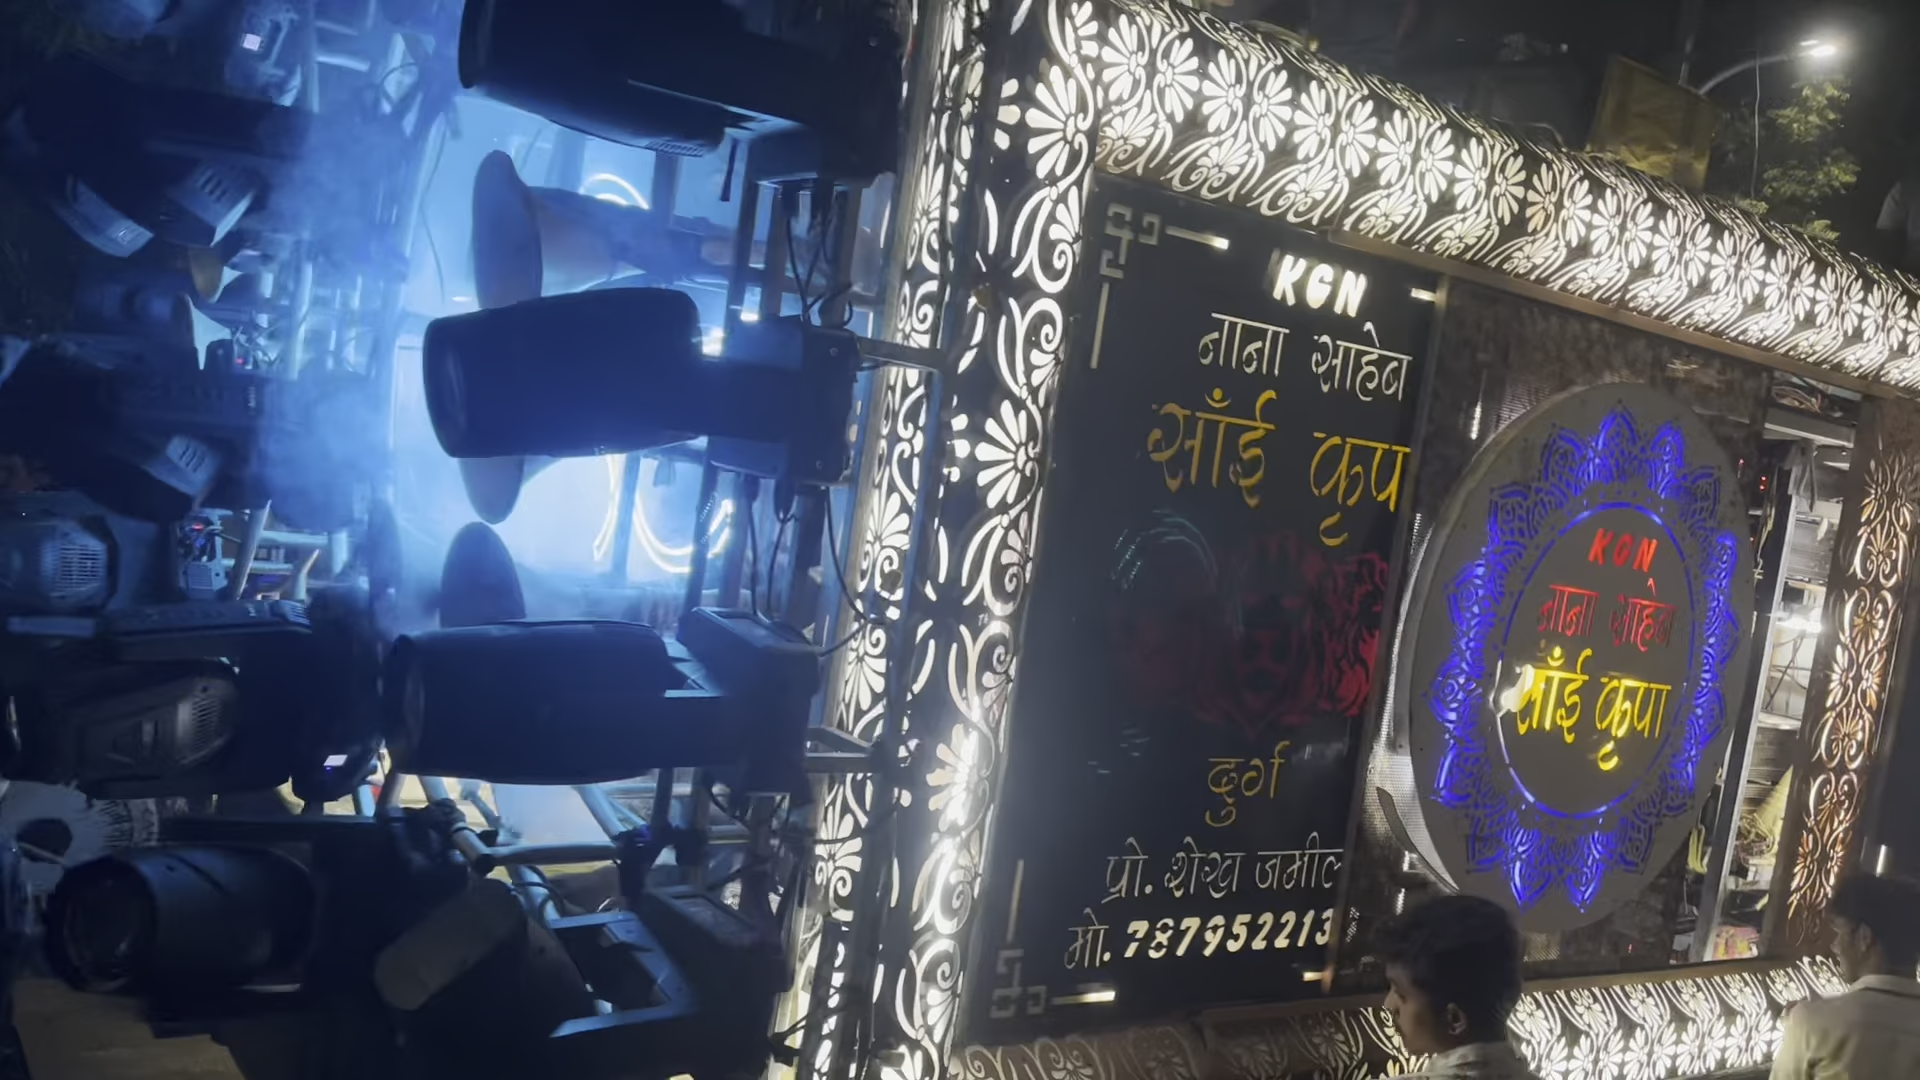 KGN
नाना साहेब
साँई कृप
दुर्ग
प्रो. शेख जमील
मो. 787952213
KGN
नाना साहेब
साँई कृपा